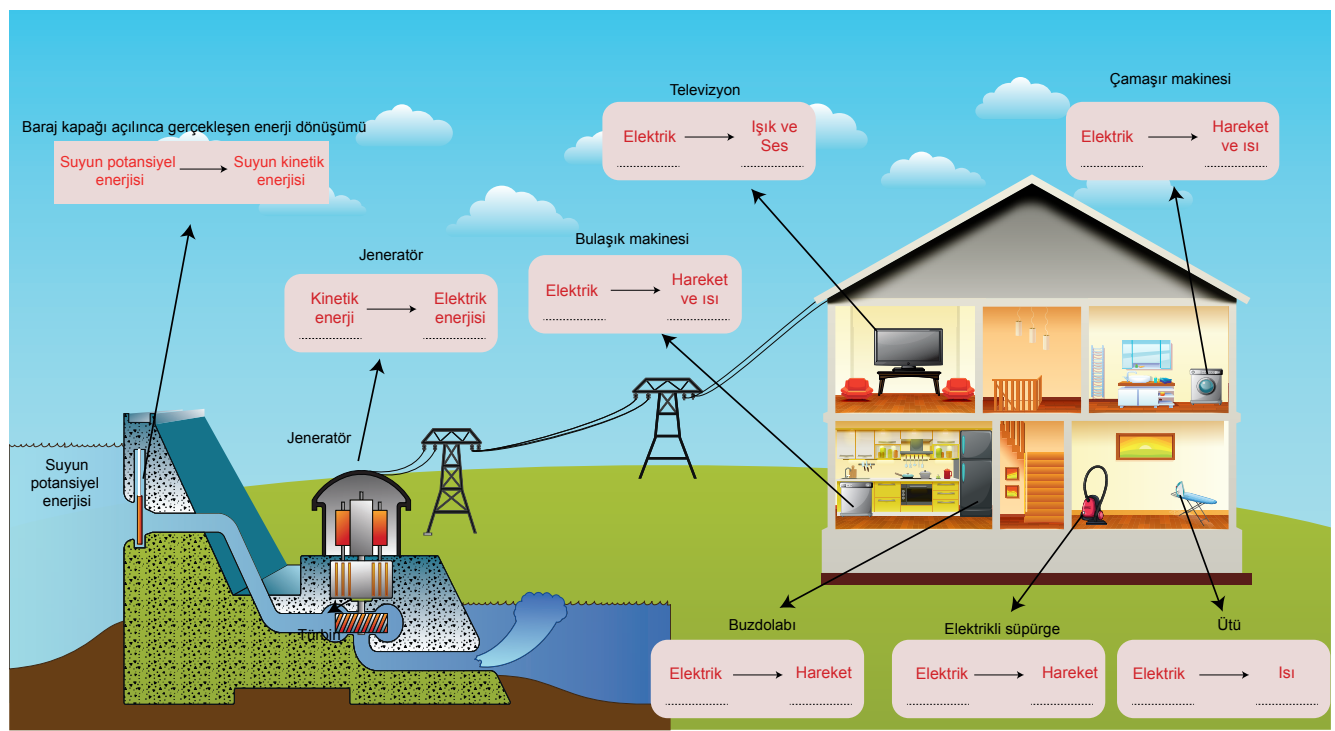 Baraj kapağı açılınca gerçekleşen enerji dönüşümü
Suyun potansiyel
enerjisi
Suyun kinetik
enerjisi
Jeneratör
Kinetik
enerji
Elektrik
enerjisi
Televizyon
Elektrik
Işık ve
Ses
Çamaşır makinesi
Elektrik
Hareket
ve ısı
Bulaşık makinesi
Elektrik
Hareket
ve ısı
Suyun
potansiyel
enerjisi
Jeneratör
Türbin
Buzdolabı
Elektrik
Hareket
Elektrikli süpürge
Elektrik
Hareket
Ütü
Elektrik
Isı